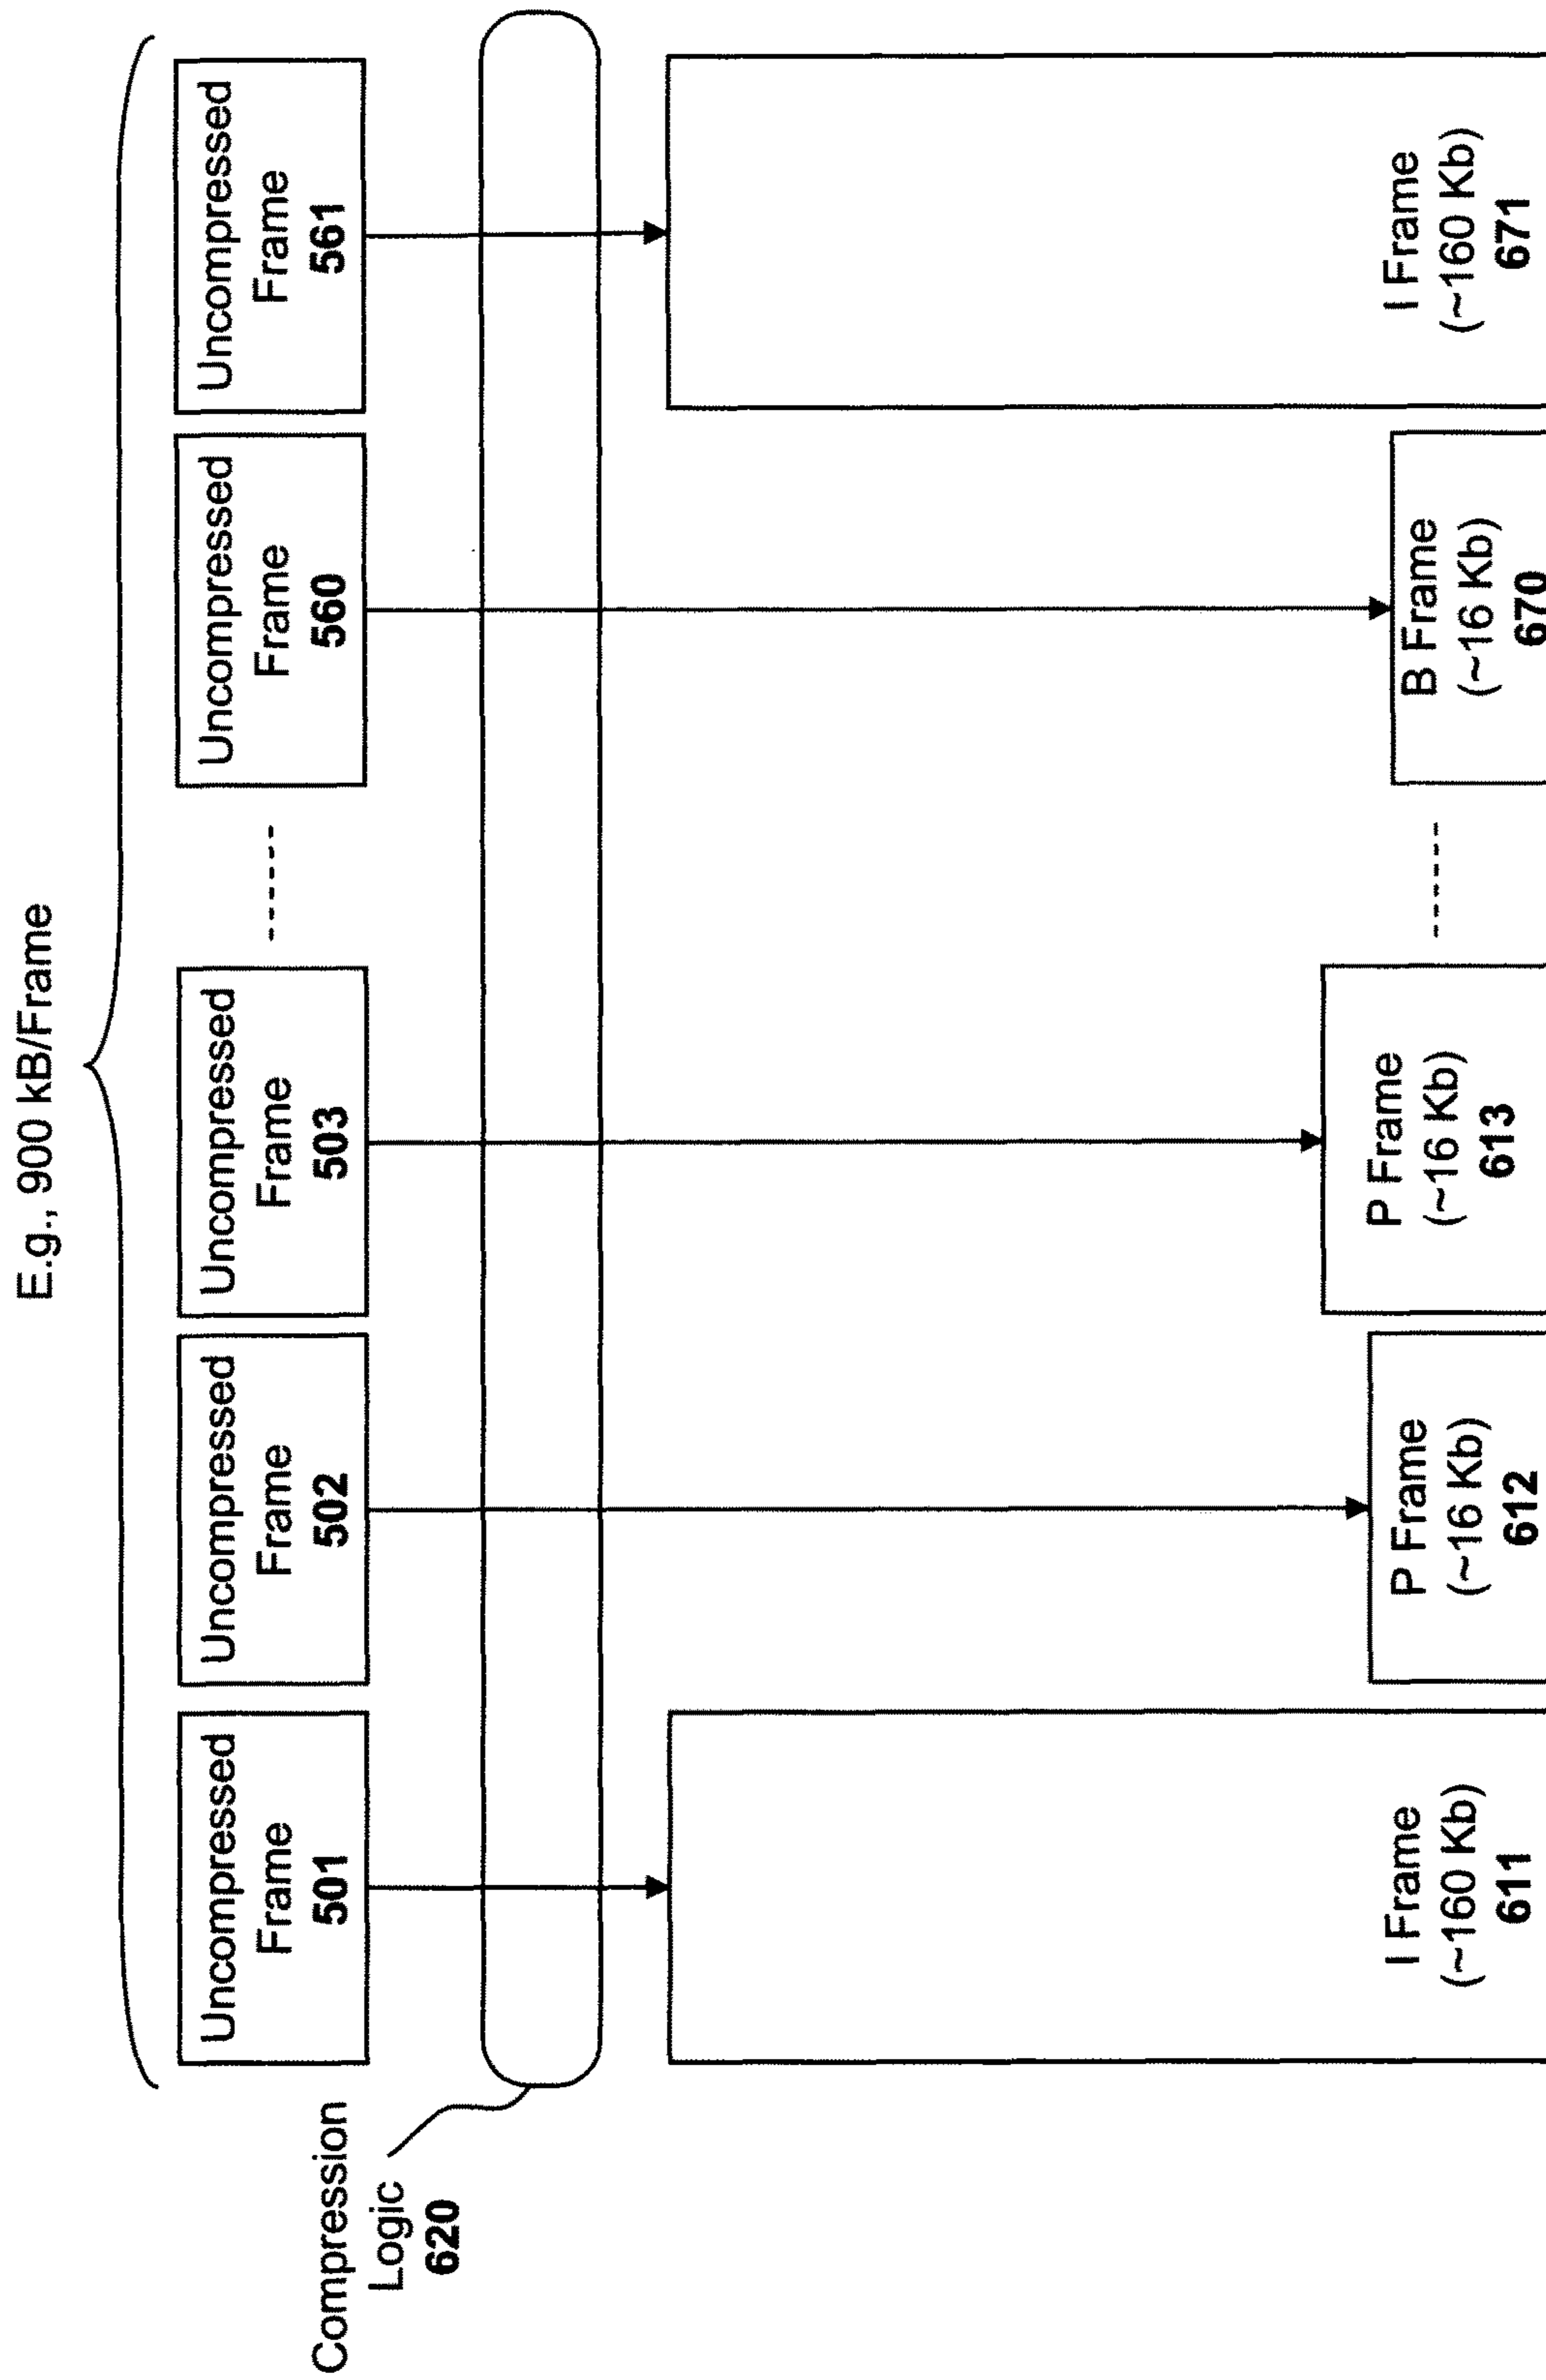 E.g., 900 kB/Frame
Uncompressed
Frame
501
Uncompressed
Frame
502
Uncompressed
Frame
503
Uncompressed
Frame
560
Uncompressed
Frame
561
Compression
Logic
620
I Frame
(~160 Kb)
611
P Frame
(~16 Kb)
612
P Frame
(~16 Kb)
613
B Frame
(~16 Kb)
670
I Frame
(~160 Kb)
671